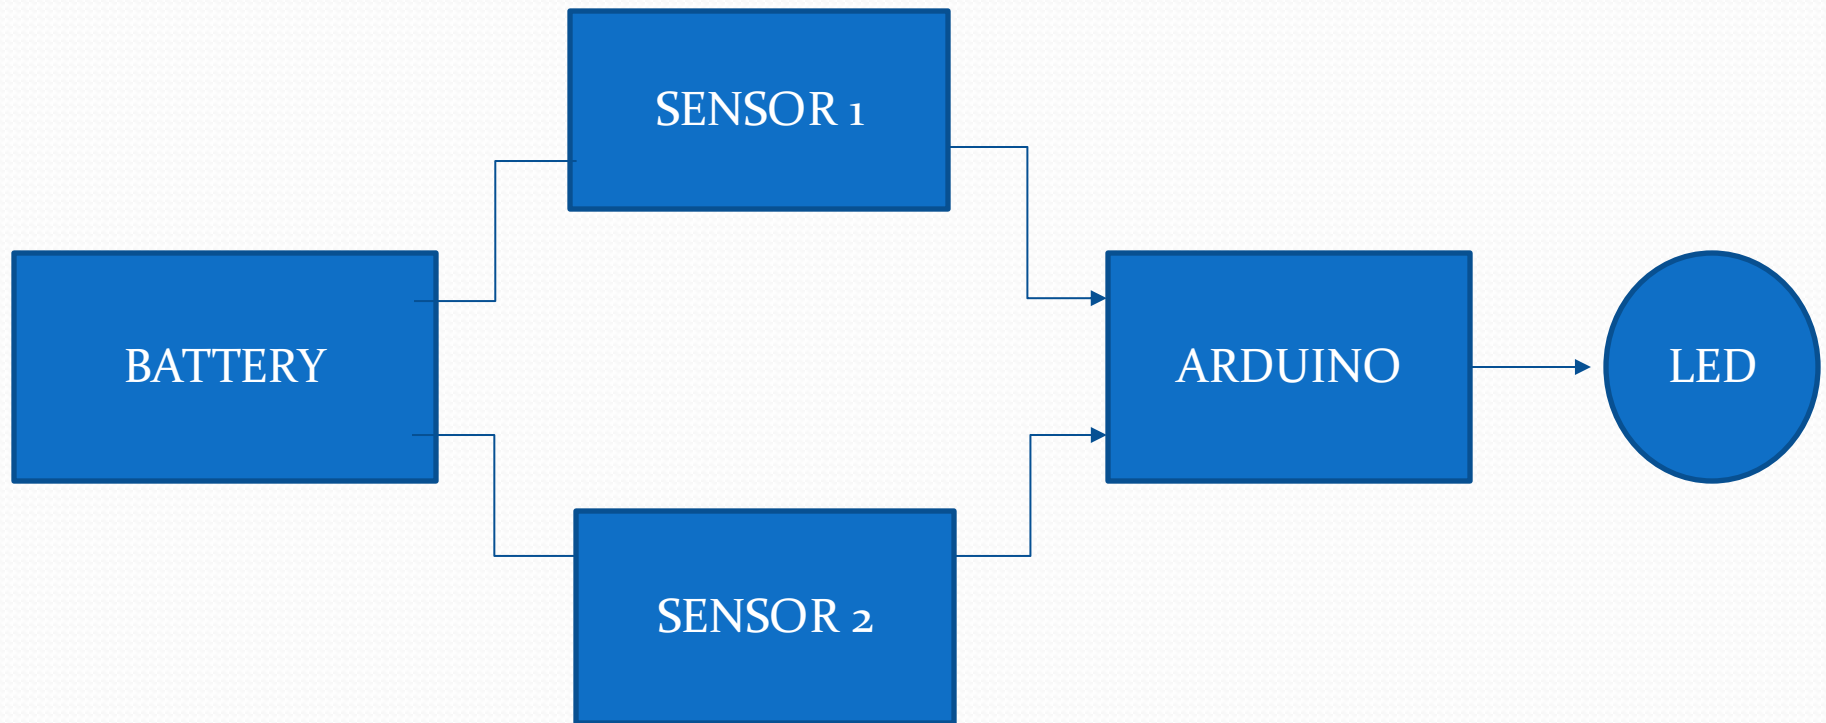 SENSOR 1
BATTERY
ARDUINO
LED
SENSOR 2